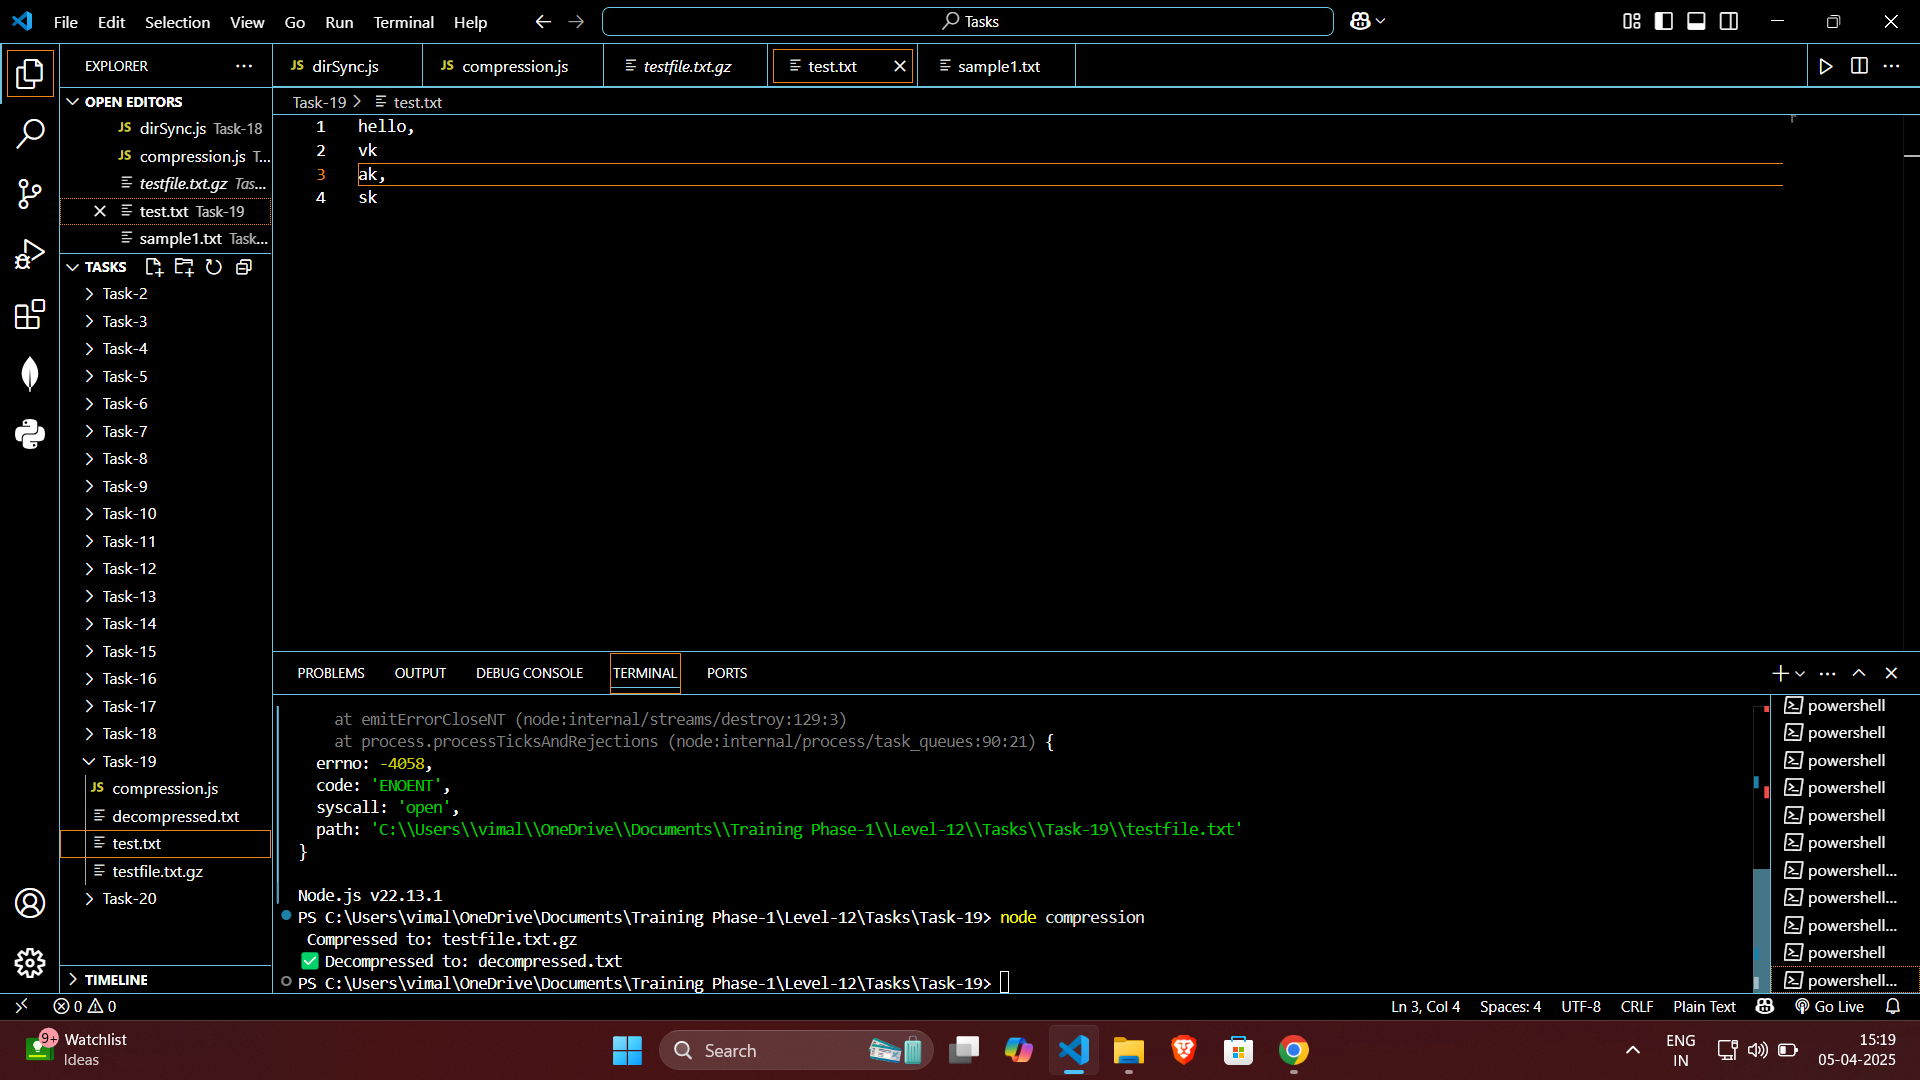 File Edit Selection View Go Run Terminal Help
Tasks
EXPLORER
JS dirSync.js
JS compression.js
testfile.txt.gz
test.txt
sample1.txt
OPEN EDITORS
JS dirSync.js Task-18
JS compression.js T...
testfile.txt.gz Tas...
test.txt Task-19
sample1.txt Task...
TASKS
Task-2
Task-3
Task-4
Task-5
Task-6
Task-7
Task-8
Task-9
Task-10
Task-11
Task-12
Task-13
Task-14
Task-15
Task-16
Task-17
Task-18
Task-19
JS compression.js
decompressed.txt
test.txt
testfile.txt.gz
Task-20
TIMELINE
Task-19 > test.txt
1 hello,
2 vk
3 ak,
4 sk
PROBLEMS OUTPUT DEBUG CONSOLE TERMINAL PORTS
at emitErrorCloseNT (node:internal/streams/destroy:129:3)
at process.processTicksAndRejections (node:internal/process/task_queues:90:21) {
errno: -4058,
code: 'ENOENT',
syscall: 'open',
path: 'C:\\Users\\vimal\\OneDrive\\Documents\\Training Phase-1\\Level-12\\Tasks\\Task-19\\testfile.txt'
}
Node.js v22.13.1
PS C:\Users\vimal\OneDrive\Documents\Training Phase-1\Level-12\Tasks\Task-19> node compression
Compressed to: testfile.txt.gz
✅ Decompressed to: decompressed.txt
PS C:\Users\vimal\OneDrive\Documents\Training Phase-1\Level-12\Tasks\Task-19>
powershell
powershell
powershell
powershell
powershell
powershell
powershell...
powershell...
powershell...
powershell
powershell...
0 0
Ln 3, Col 4 Spaces: 4 UTF-8 CRLF Plain Text Go Live
9+
Watchlist
Ideas
Search
ENG
IN
15:19
05-04-2025